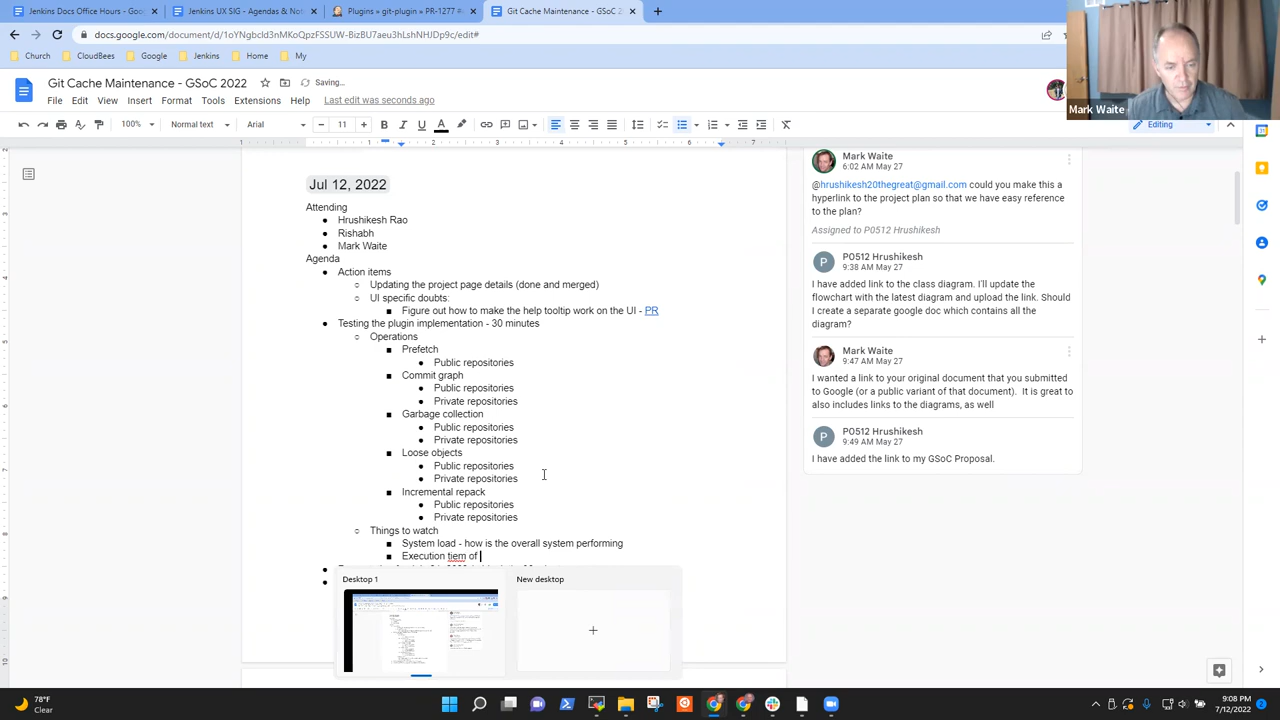 Jenkins Docs Office Hours - Goo
Jenkins UX SIG - Agendas & Not
Plugins » git-plugin » PR-1277 #
Git Cache Maintenance - GSoC 2
docs.google.com/document/d/1oYNgbcId3nMKoQpzFSSUW-BizBU7aeu3hLshNHJDp9c/edit#
Church
CloudBees
Google
Jenkins
Home
My
Mark Waite
Git Cache Maintenance - GSoC 2022
Saving...
File Edit View Insert Format Tools Extensions Help Last edit was seconds ago
100% Normal text Arial 11
Editing
Jul 12, 2022
Attending
Hrushikesh Rao
Rishabh
Mark Waite
Agenda
Action items
Updating the project page details (done and merged)
UI specific doubts:
Figure out how to make the help tooltip work on the UI - PR
Testing the plugin implementation - 30 minutes
Operations
Prefetch
Public repositories
Commit graph
Public repositories
Private repositories
Garbage collection
Public repositories
Private repositories
Loose objects
Public repositories
Private repositories
Incremental repack
Public repositories
Private repositories
Things to watch
System load - how is the overall system performing
Execution tiem of
Mark Waite
6:02 AM May 27
@hrushikesh20thegreat@gmail.com could you make this a
hyperlink to the project plan so that we have easy reference
to the plan?
Assigned to P0512 Hrushikesh
P0512 Hrushikesh
9:38 AM May 27
I have added link to the class diagram. I'll update the
flowchart with the latest diagram and upload the link. Should
I create a separate google doc which contains all the
diagram?
Mark Waite
9:47 AM May 27
I wanted a link to your original document that you submitted
to Google (or a public variant of that document). It is great to
also includes links to the diagrams, as well
P0512 Hrushikesh
9:49 AM May 27
I have added the link to my GSoC Proposal.
Desktop 1
New desktop
78°F
Clear
9:08 PM
7/12/2022